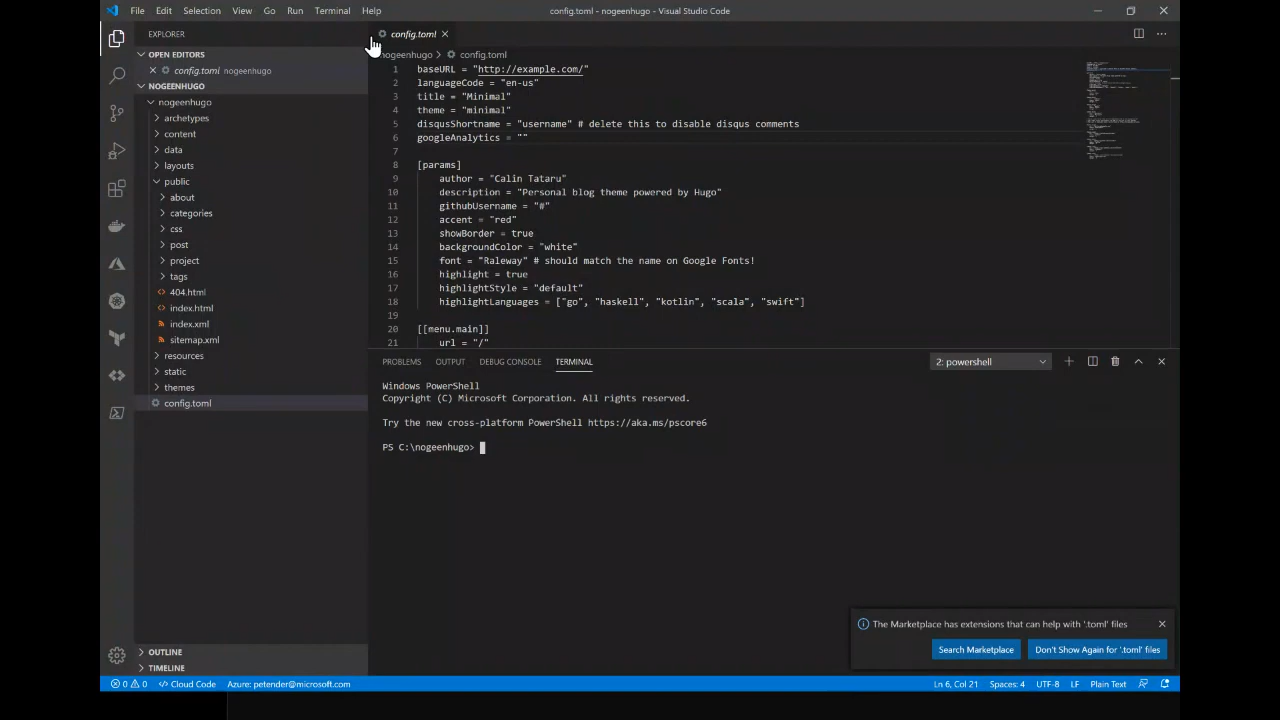 File Edit Selection View Go Run Terminal Help
config.toml - nogeenhugo - Visual Studio Code
EXPLORER
OPEN EDITORS
config.toml nogeenhugo
NOGEENHUGO
nogeenhugo
archetypes
content
data
layouts
public
about
categories
css
post
project
tags
404.html
index.html
index.xml
sitemap.xml
resources
static
themes
config.toml
OUTLINE
TIMELINE
config.toml
nogeenhugo > config.toml
1 baseURL = "http://example.com/"
2 languageCode = "en-us"
3 title = "Minimal"
4 theme = "minimal"
5 disqusShortname = "username" # delete this to disable disqus comments
6 googleAnalytics = ""
7
8 [params]
9 author = "Calin Tataru"
10 description = "Personal blog theme powered by Hugo"
11 githubUsername = "#"
12 accent = "red"
13 showBorder = true
14 backgroundColor = "white"
15 font = "Raleway" # should match the name on Google Fonts!
16 highlight = true
17 highlightStyle = "default"
18 highlightLanguages = ["go", "haskell", "kotlin", "scala", "swift"]
19
20 [[menu.main]]
21 url = "/"
PROBLEMS OUTPUT DEBUG CONSOLE TERMINAL
2: powershell
Windows PowerShell
Copyright (C) Microsoft Corporation. All rights reserved.
Try the new cross-platform PowerShell https://aka.ms/pscore6
PS C:\nogeenhugo>
The Marketplace has extensions that can help with '.toml' files
Search Marketplace
Don't Show Again for '.toml' files
0 0 Cloud Code Azure: petender@microsoft.com
Ln 6, Col 21 Spaces: 4 UTF-8 LF Plain Text